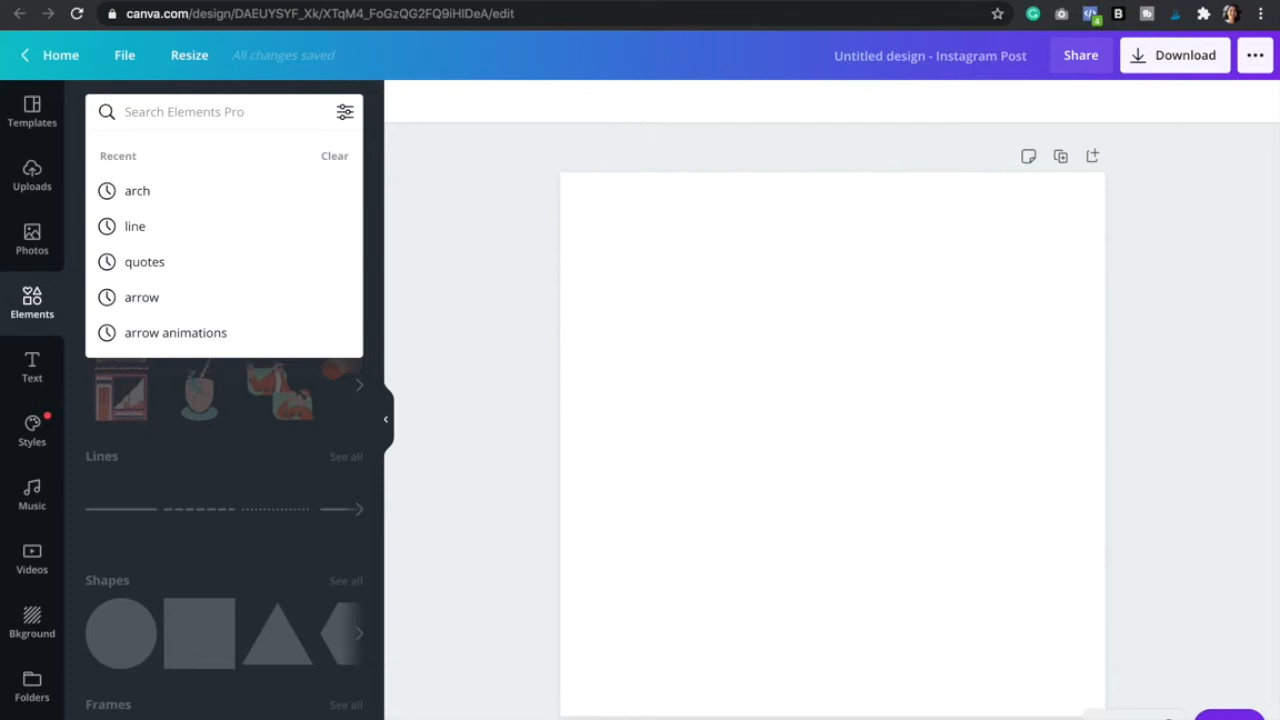 canva.com/design/DAEUYSYF_Xk/XTqM4_FoGzQG2FQ9iHIDeA/edit
4
B
Home File Resize All changes saved Untitled design - Instagram Post Share Download
Templates
Uploads
Photos
Elements
Text
Styles
Music
Videos
Bkground
Folders
Search Elements Pro
Recent Clear
arch
line
quotes
arrow
arrow animations
Lines See all
Shapes See all
Frames See all